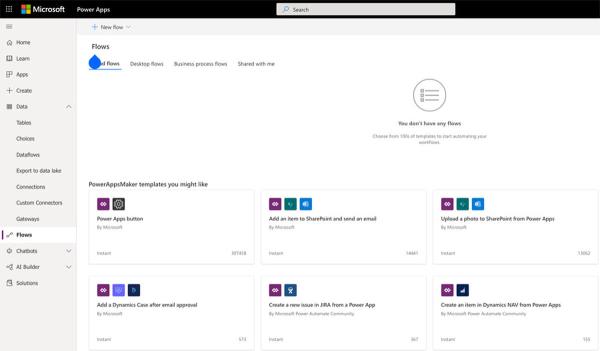 Microsoft Power Apps
Search
New flow
Home
Learn
Apps
Create
Data
Tables
Choices
Dataflows
Export to data lake
Connections
Custom Connectors
Gateways
Flows
Chatbots
AI Builder
Solutions
Flows
flows Desktop flows Business process flows Shared with me
You don't have any flows
Choose from 100's of templates to start automating your
workflows.
PowerAppsMaker templates you might like
Power Apps button
By Microsoft
Instant
Add an item to SharePoint and send an email
By Microsoft
Instant 14441
Upload a photo to SharePoint from Power Apps
By Microsoft
Instant 13062
Add a Dynamics Case after email approval
By Microsoft
Instant 573
Create a new issue in JIRA from a Power App
By Microsoft Power Automate Community
Instant 367
Create an item in Dynamics NAV from Power Apps
By Microsoft Power Automate Community
Instant 155